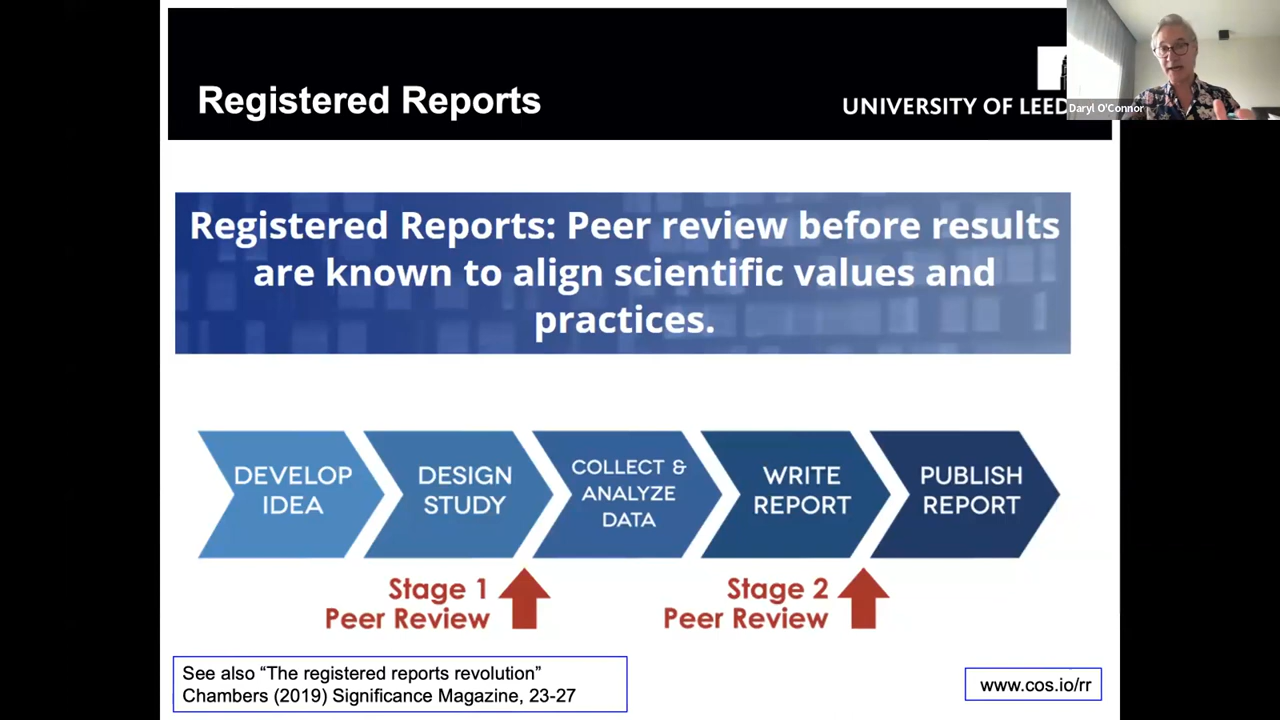 Registered Reports
UNIVERSITY OF LEED
Daryl O'Connor
Registered Reports: Peer review before results
are known to align scientific values and
practices.
DEVELOP
IDEA
DESIGN
STUDY
COLLECT &
ANALYZE
DATA
WRITE
REPORT
PUBLISH
REPORT
Stage 1
Peer Review
Stage 2
Peer Review
See also “The registered reports revolution”
Chambers (2019) Significance Magazine, 23-27
www.cos.io/rr